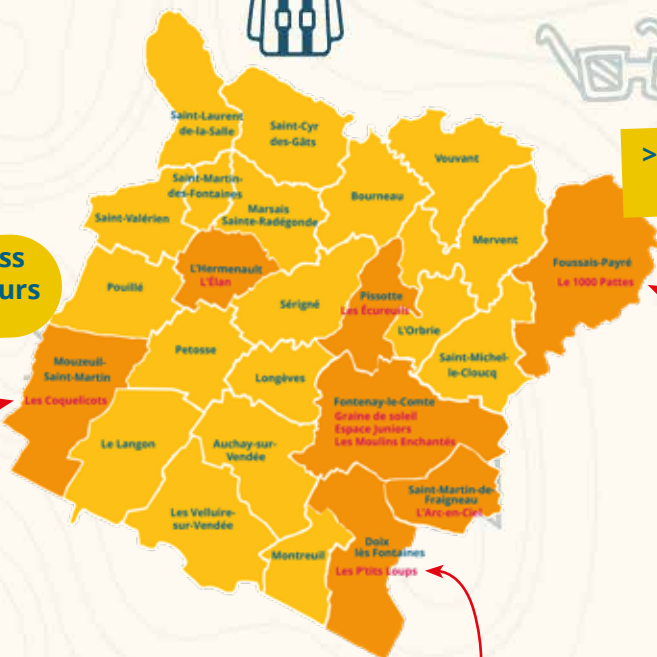 Saint-Laurent
de-la-Salle
Saint-Cyr
des-Gâts
Vouvant
>
Saint-Martin-
des-Fontaines
Bourneau
Marsais
Sainte-Radégonde
Saint-Valérien
Mervent
ss
urs
L'Hermenault
L'Élan
Foussais-Payré
Le 1000 Pattes
Pouillé
Sérigné
Pissotte
Les Écureuils
L'Orbrie
Petosse
Saint-Michel-
le-Cloucq
Mouzeuil-
Saint-Martin
Les Coquelicots
Longèves
Fontenay-le-Comte
Graine de soleil
Espace Juniors
Les Moulins Enchantés
Le Langon
Auchay-sur-
Vendée
Saint-Martin-de-
Fraigneau
L'Arc-en-Ciel
Les Velluire-
sur-Vendée
Doix
lès Fontaines
Les P'tits Loups
Montreuil